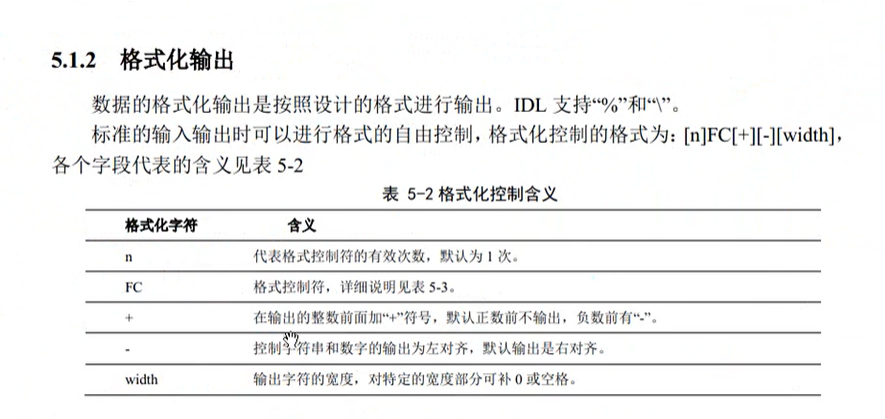 5.1.2 格式化输出
数据的格式化输出是按照设计的格式进行输出。IDL 支持“%”和“\”。
标准的输入输出时可以进行格式的自由控制，格式化控制的格式为：[n]FC[+][-][width]，
各个字段代表的含义见表 5-2
表 5-2 格式化控制含义
格式化字符 含义
n 代表格式控制符的有效次数，默认为 1 次。
FC 格式控制符，详细说明见表 5-3。
+ 在输出的整数前面加“+”符号，默认正数前不输出，负数前有“-”。
- 控制字符串和数字的输出为左对齐，默认输出是右对齐。
width 输出字符的宽度，对特定的宽度部分可补 0 或空格。